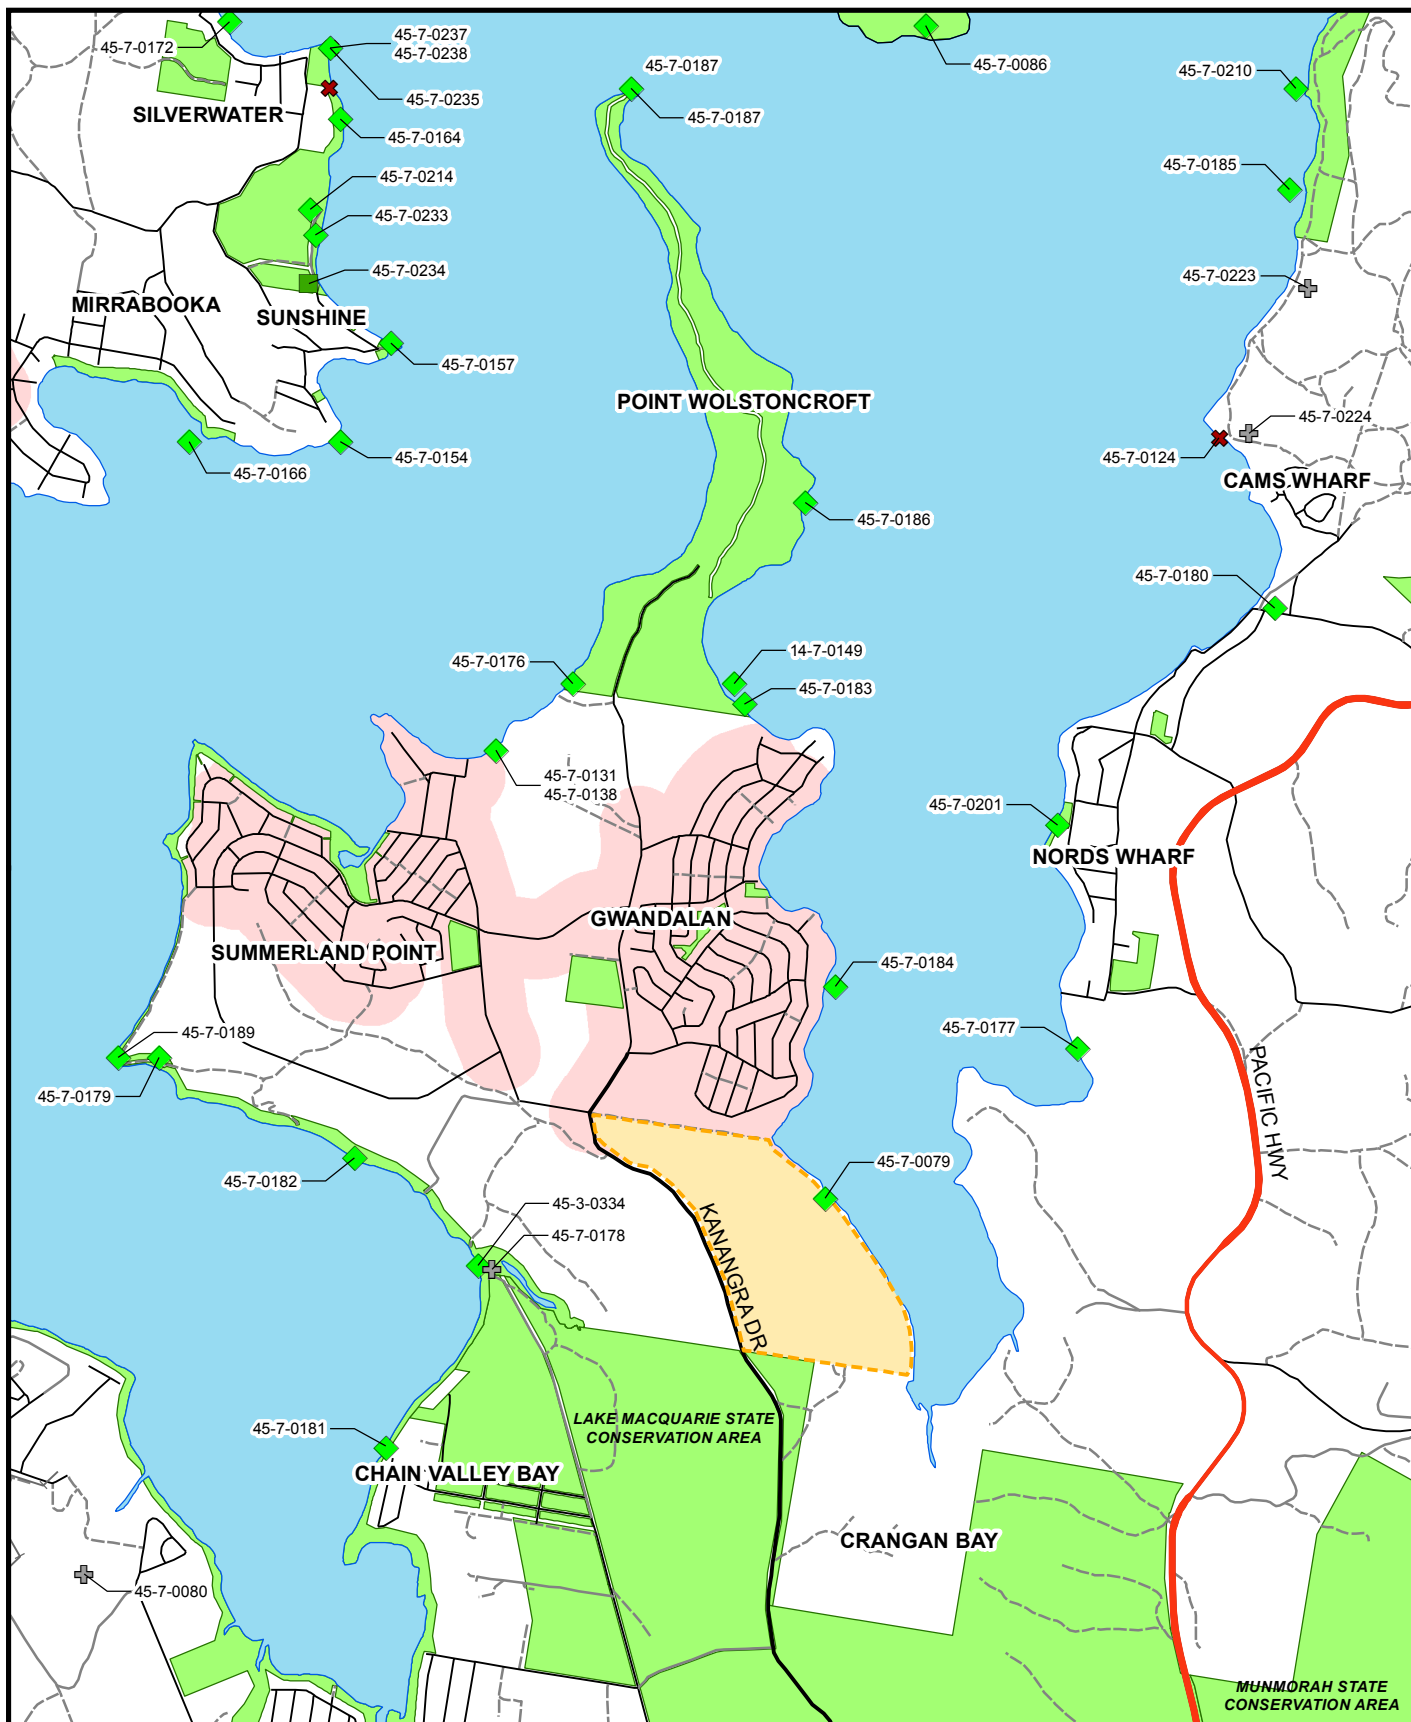 45-7-0172
45-7-0237
45-7-0238
45-7-0187
45-7-0086
45-7-0210
45-7-0235
45-7-0187
SILVERWATER
45-7-0164
45-7-0185
45-7-0214
45-7-0233
45-7-0234
45-7-0223
MIRRABOOKA
SUNSHINE
45-7-0157
POINT WOLSTONCROFT
45-7-0224
45-7-0154
45-7-0124
45-7-0166
CAMS WHARF
45-7-0186
45-7-0180
14-7-0149
45-7-0176
45-7-0183
45-7-0131
45-7-0138
45-7-0201
NORDS WHARF
GWANDALAN
SUMMERLAND POINT
45-7-0184
45-7-0189
45-7-0177
PACIFIC HWY
45-7-0179
45-7-0079
45-7-0182
45-3-0334
45-7-0178
KANANGRA DR
LAKE MACQUARIE STATE
CONSERVATION AREA
45-7-0181
CHAIN VALLEY BAY
CRANGAN BAY
45-7-0080
MUNMORAH STATE
CONSERVATION AREA